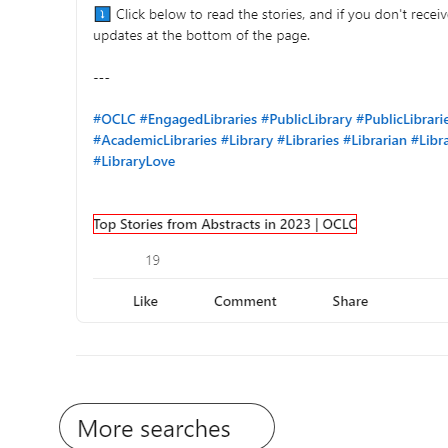 ⤵ Click below to read the stories, and if you don't receiv
updates at the bottom of the page.
---
#OCLC #EngagedLibraries #PublicLibrary #PublicLibrarie
#AcademicLibraries #Library #Libraries #Librarian #Libra
#LibraryLove
Top Stories from Abstracts in 2023 | OCLC
19
Like Comment Share
More searches